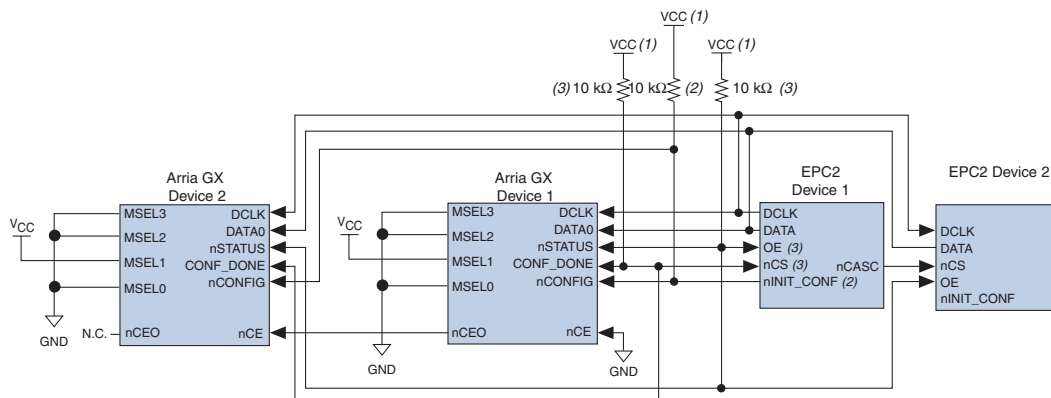 VCC (1)
VCC (1)
VCC (1)
(3) 10 kΩ
10 kΩ (2)
10 kΩ (3)
Arria GX
Device 2
Arria GX
Device 1
EPC2
Device 1
EPC2 Device 2
VCC
MSEL3
MSEL2
MSEL1
MSEL0
GND
N.C.
nCEO
DCLK
DATA0
nSTATUS
CONF_DONE
nCONFIG
nCE
VCC
MSEL3
MSEL2
MSEL1
MSEL0
GND
nCEO
DCLK
DATA0
nSTATUS
CONF_DONE
nCONFIG
nCE
GND
DCLK
DATA
OE (3)
nCS (3)
nINIT_CONF (2)
nCASC
DCLK
DATA
nCS
OE
nINIT_CONF